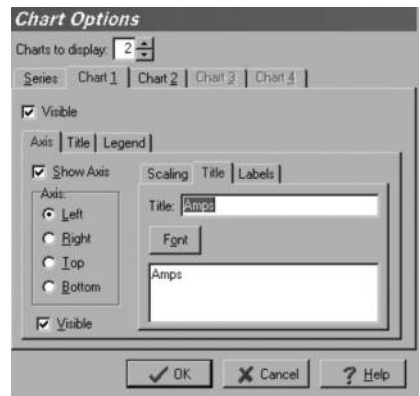 Chart Options
Charts to display: 2
Series Chart 1 Chart 2 Chart 3 Chart 4
Visible
Axis Title Legend
Show Axis
Scaling Title Labels
Axis:
Left
Right
Top
Bottom
Title: Amps
Font
Amps
Visible
OK Cancel ? Help